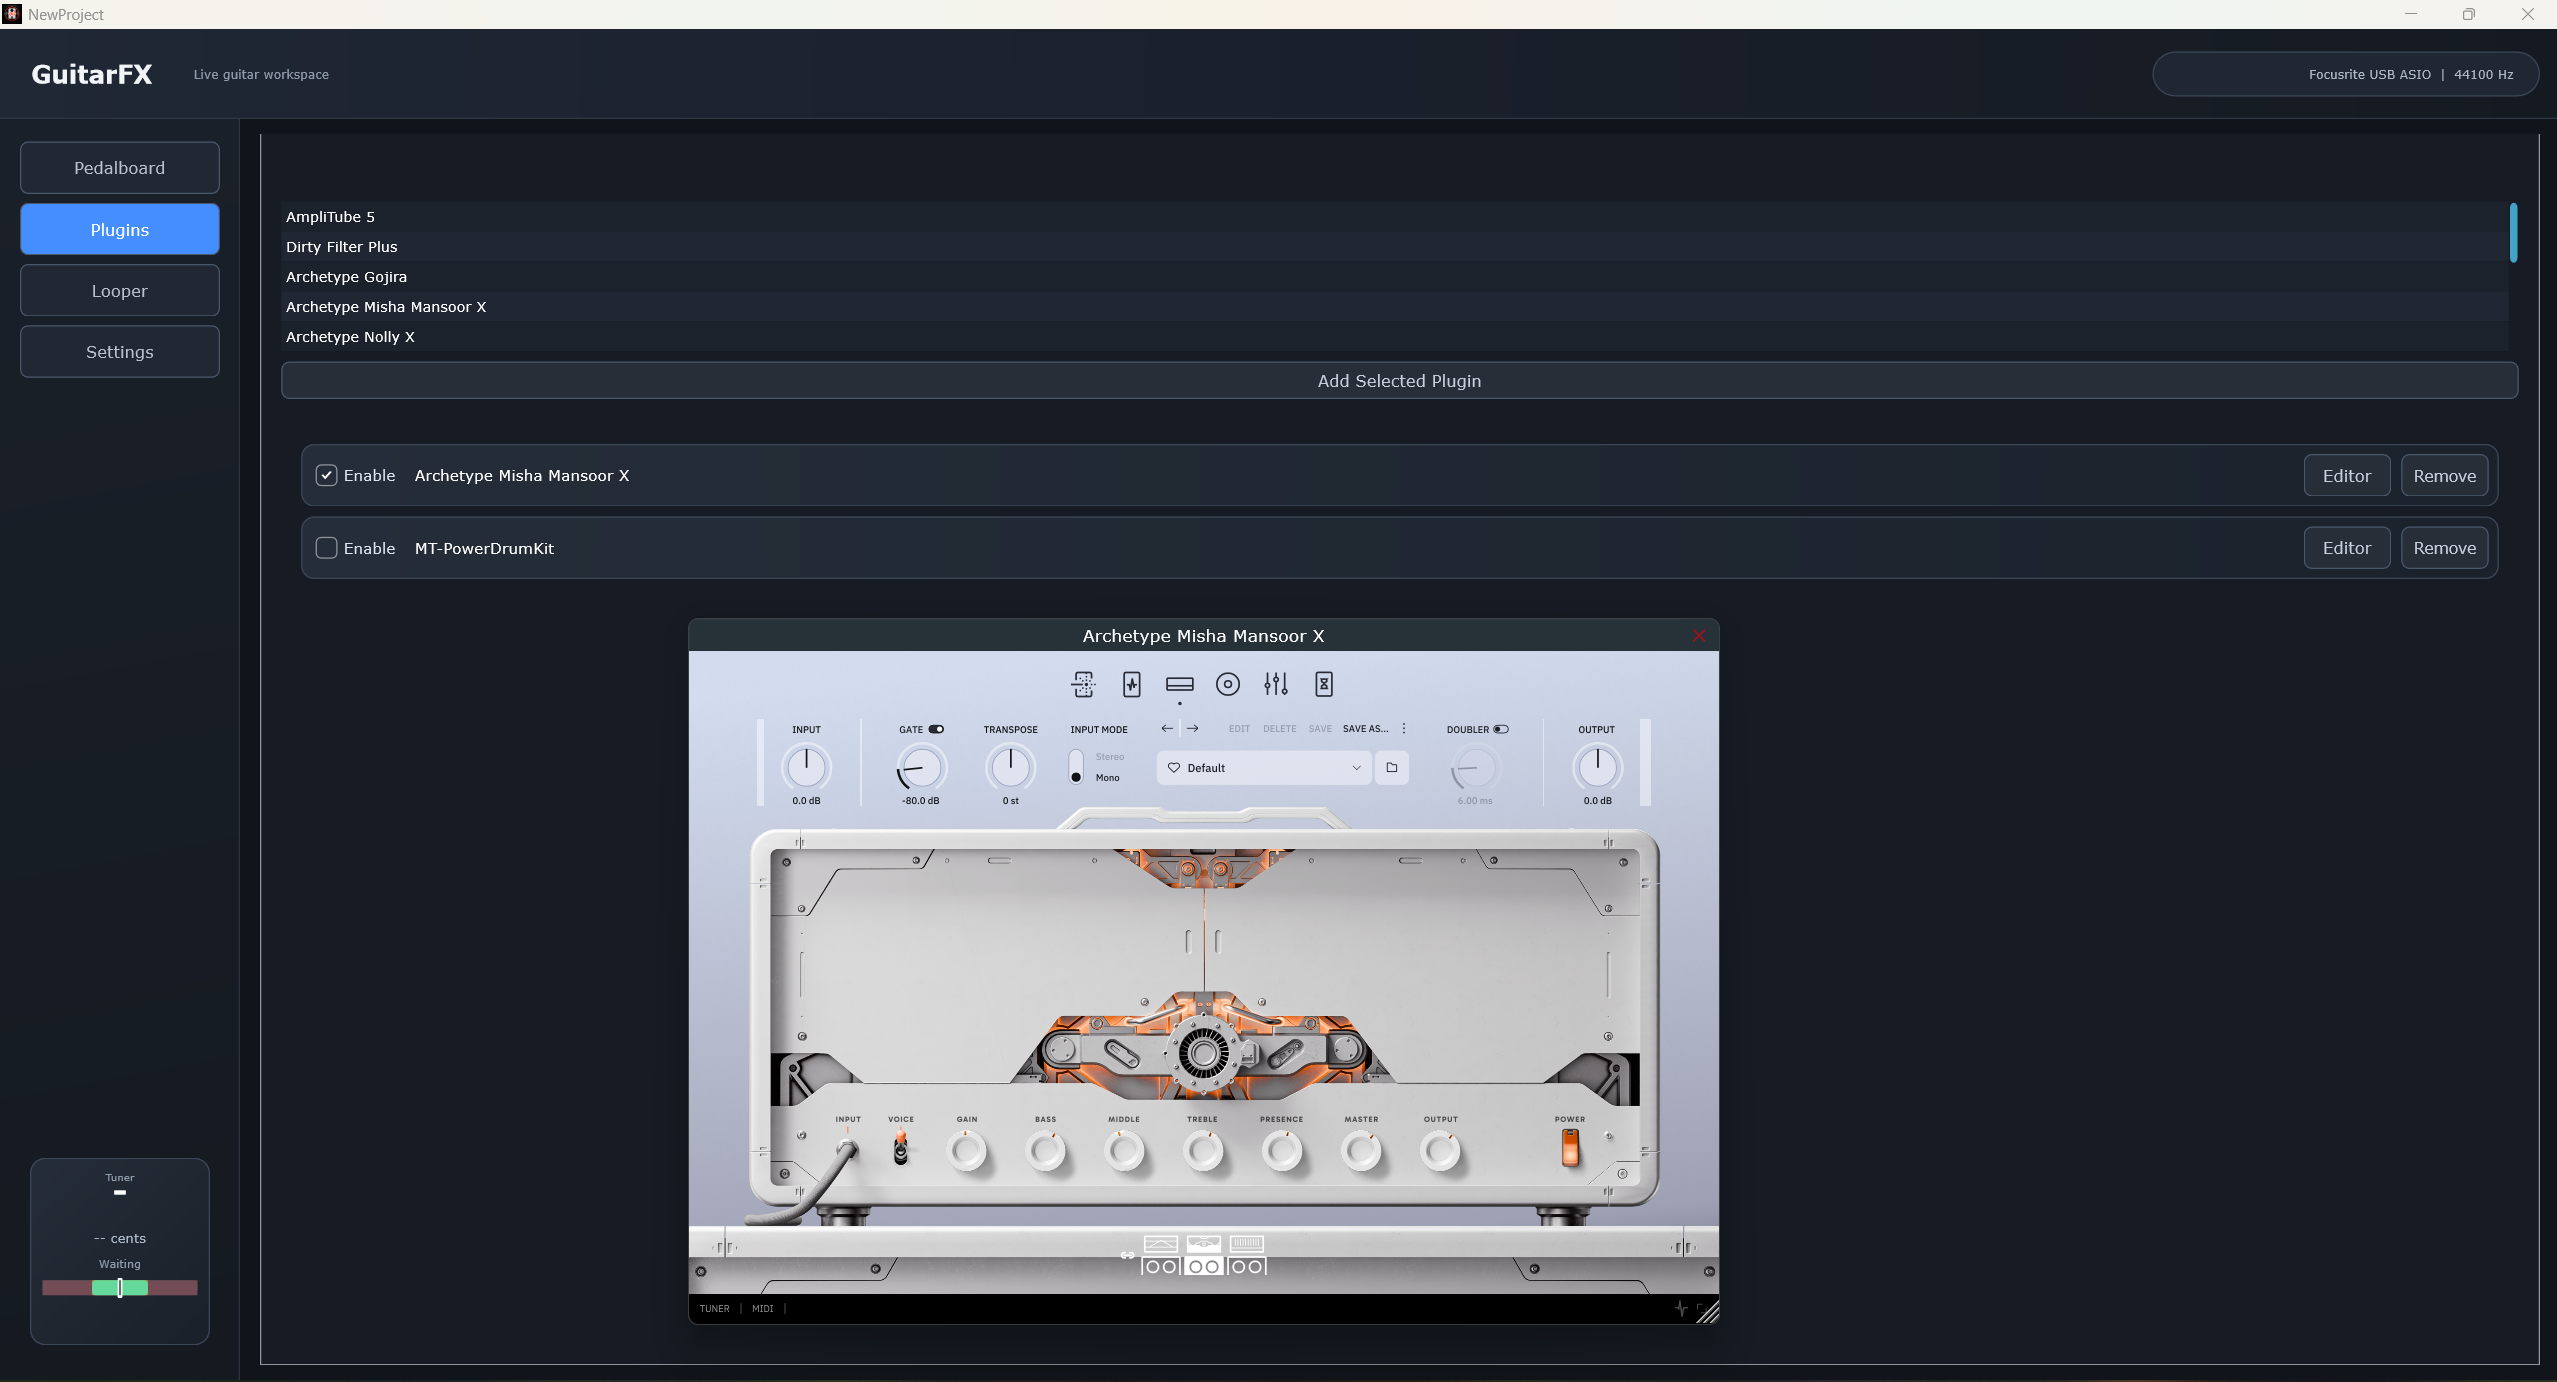 NewProject
GuitarFX
Live guitar workspace
Focusrite USB ASIO | 44100 Hz
Pedalboard
Plugins
Looper
Settings
AmpliTube 5
Dirty Filter Plus
Archetype Gojira
Archetype Misha Mansoor X
Archetype Nolly X
Add Selected Plugin
Enable Archetype Misha Mansoor X Editor Remove
Enable MT-PowerDrumKit Editor Remove
Archetype Misha Mansoor X
INPUT GATE TRANSPOSE INPUT MODE EDIT DELETE SAVE SAVE AS... DOUBLER OUTPUT
Stereo
Default
Mono
0.0 dB -80.0 dB 0 st 6.00 ms 0.0 dB
INPUT VOICE GAIN BASS MIDDLE TREBLE PRESENCE MASTER OUTPUT POWER
TUNER | MIDI |
Tuner
-- cents
Waiting